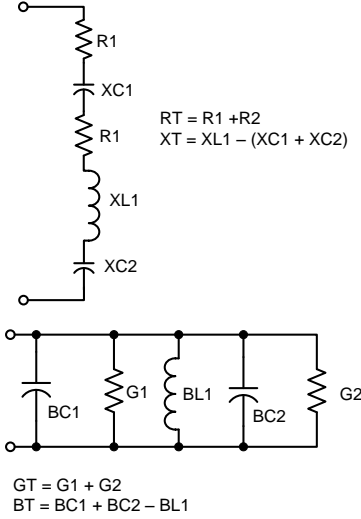 R1
XC1
RT = R1 +R2
XT = XL1 – (XC1 + XC2)
R1
XL1
XC2
BC1
G1
BL1
BC2
G2
GT = G1 + G2
BT = BC1 + BC2 – BL1